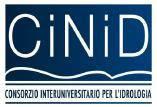 CiNiD
CONSORZIO INTERUNIVERSITARIO PER L'IDROLOGIA